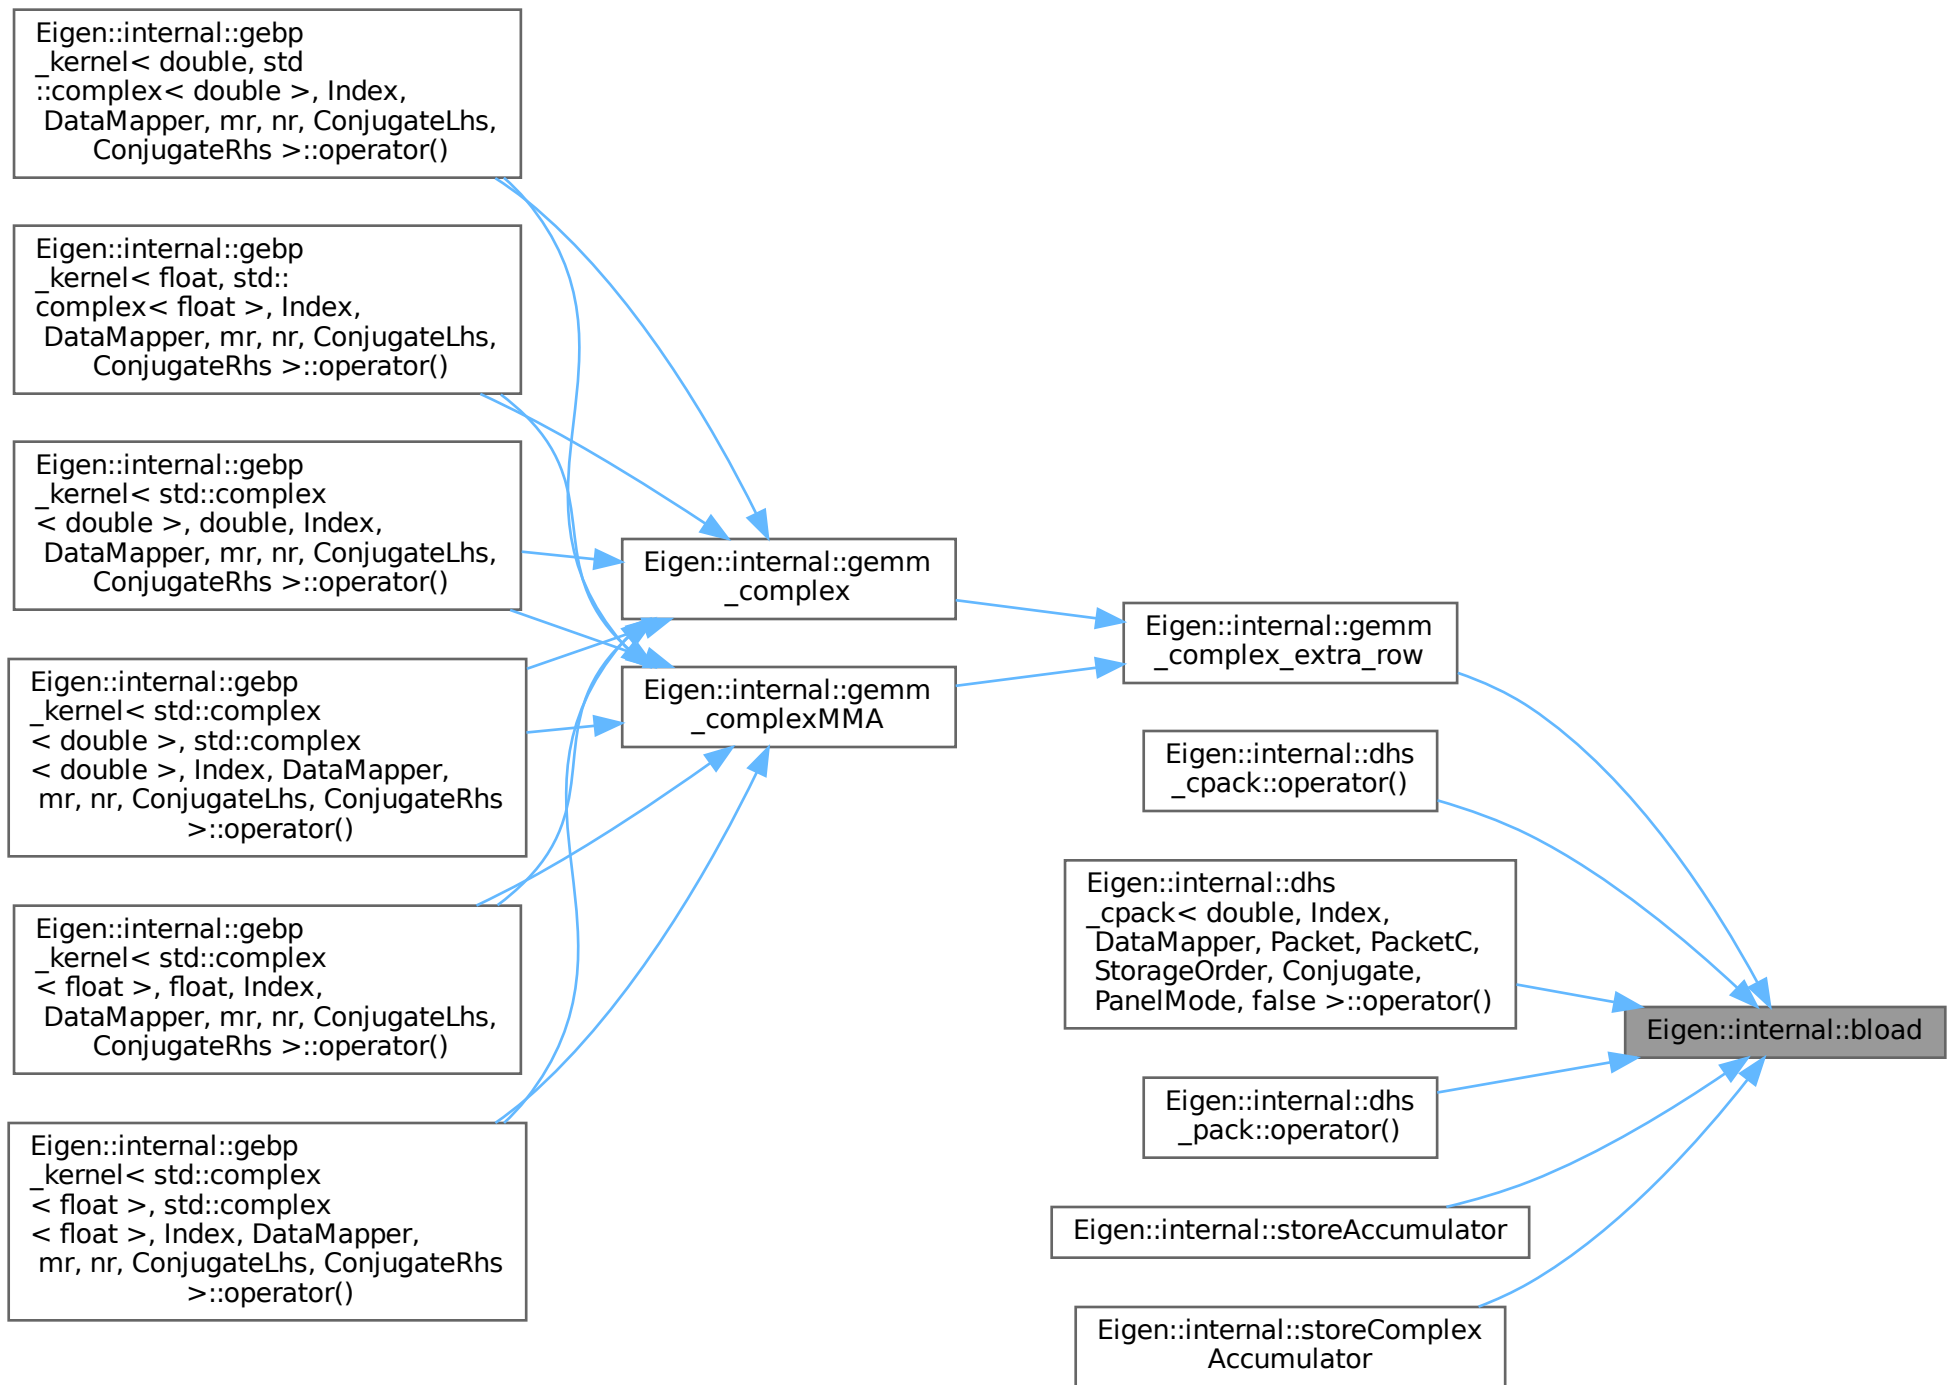 Eigen::internal::gebp
_kernel< double, std
::complex< double >, Index,
DataMapper, mr, nr, ConjugateLhs,
ConjugateRhs >::operator()
Eigen::internal::gebp
_kernel< float, std::
complex< float >, Index,
DataMapper, mr, nr, ConjugateLhs,
ConjugateRhs >::operator()
Eigen::internal::gebp
_kernel< std::complex
< double >, double, Index,
DataMapper, mr, nr, ConjugateLhs,
ConjugateRhs >::operator()
Eigen::internal::gebp
_kernel< std::complex
< double >, std::complex
< double >, Index, DataMapper,
mr, nr, ConjugateLhs, ConjugateRhs
>::operator()
Eigen::internal::gebp
_kernel< std::complex
< float >, float, Index,
DataMapper, mr, nr, ConjugateLhs,
ConjugateRhs >::operator()
Eigen::internal::gebp
_kernel< std::complex
< float >, std::complex
< float >, Index, DataMapper,
mr, nr, ConjugateLhs, ConjugateRhs
>::operator()
Eigen::internal::gemm
_complex
Eigen::internal::gemm
_complexMMA
Eigen::internal::gemm
_complex_extra_row
Eigen::internal::dhs
_cpack::operator()
Eigen::internal::dhs
_cpack< double, Index,
DataMapper, Packet, PacketC,
StorageOrder, Conjugate,
PanelMode, false >::operator()
Eigen::internal::dhs
_pack::operator()
Eigen::internal::storeAccumulator
Eigen::internal::storeComplex
Accumulator
Eigen::internal::bload